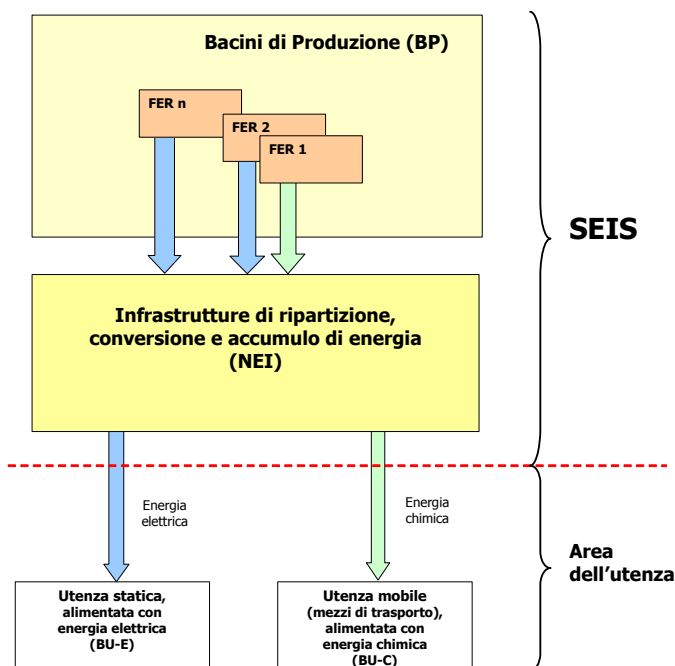 Bacini di Produzione (BP)
FER n
FER 2
FER 1
SEIS
Infrastrutture di ripartizione,
conversione e accumulo di energia
(NEI)
Energia
elettrica
Energia
chimica
Area
dell'utenza
Utenza statica,
alimentata con
energia elettrica
(BU-E)
Utenza mobile
(mezzi di trasporto),
alimentata con
energia chimica
(BU-C)